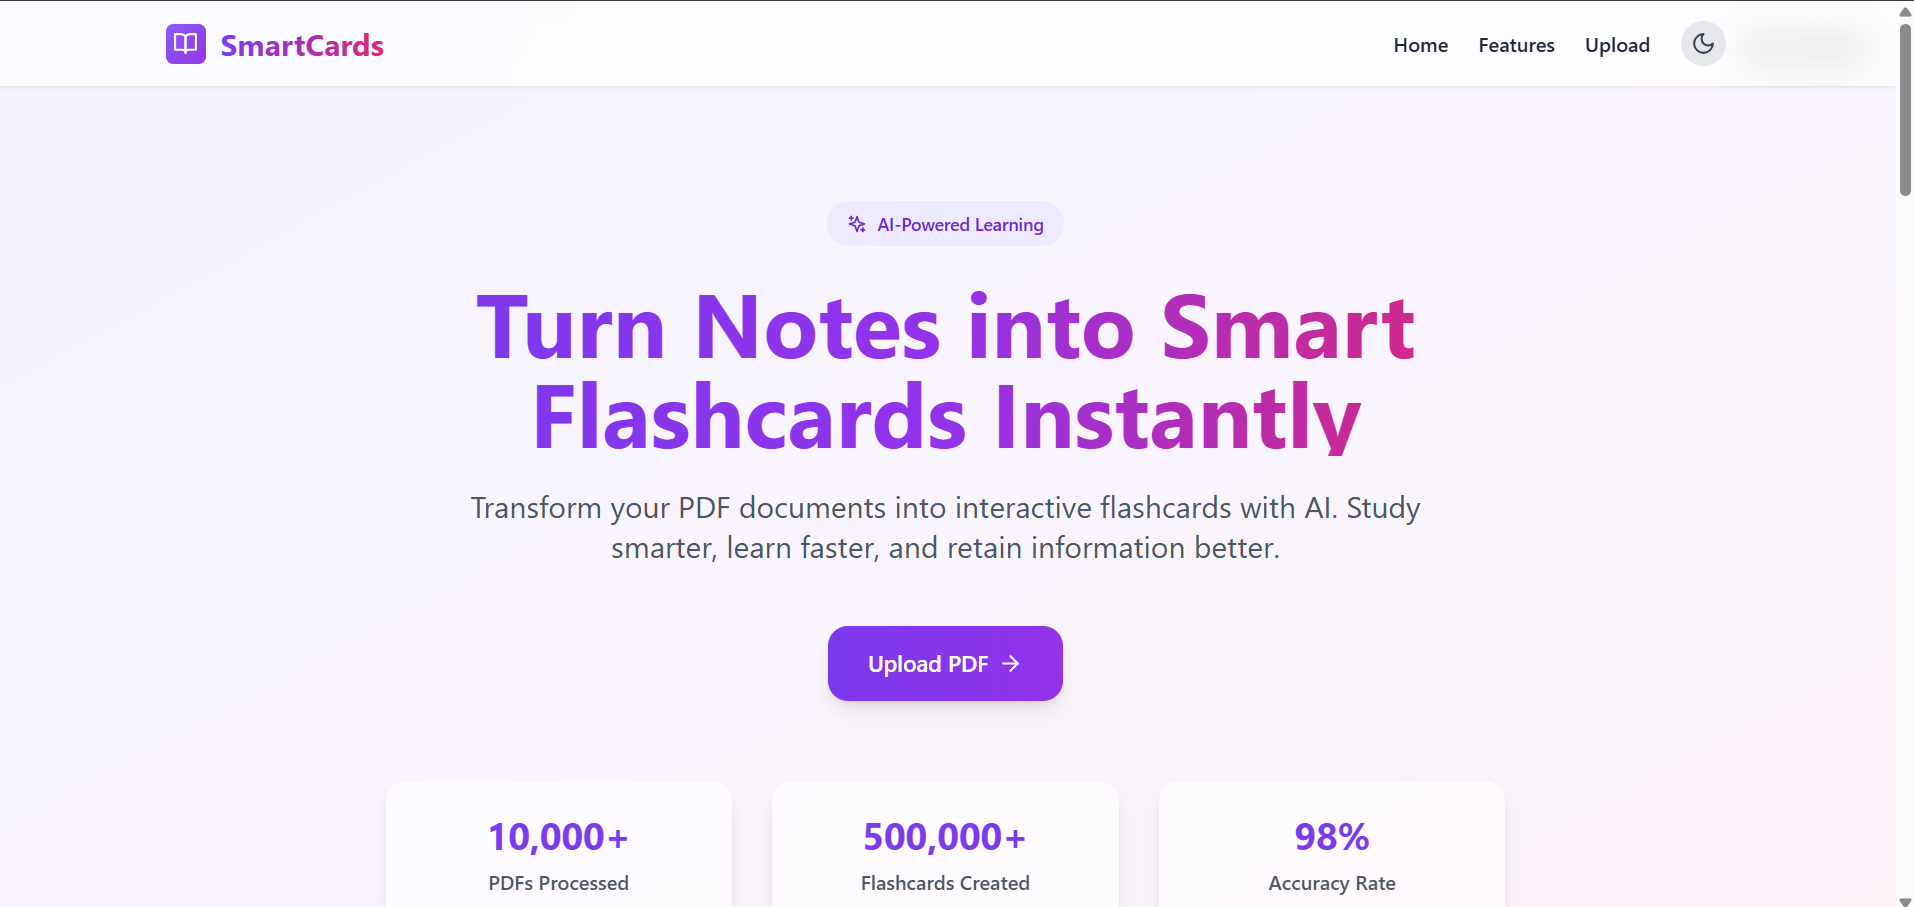 SmartCards
Home
Features
Upload
AI-Powered Learning
Turn Notes into Smart
Flashcards Instantly
Transform your PDF documents into interactive flashcards with AI. Study
smarter, learn faster, and retain information better.
Upload PDF
10,000+
PDFs Processed
500,000+
Flashcards Created
98%
Accuracy Rate